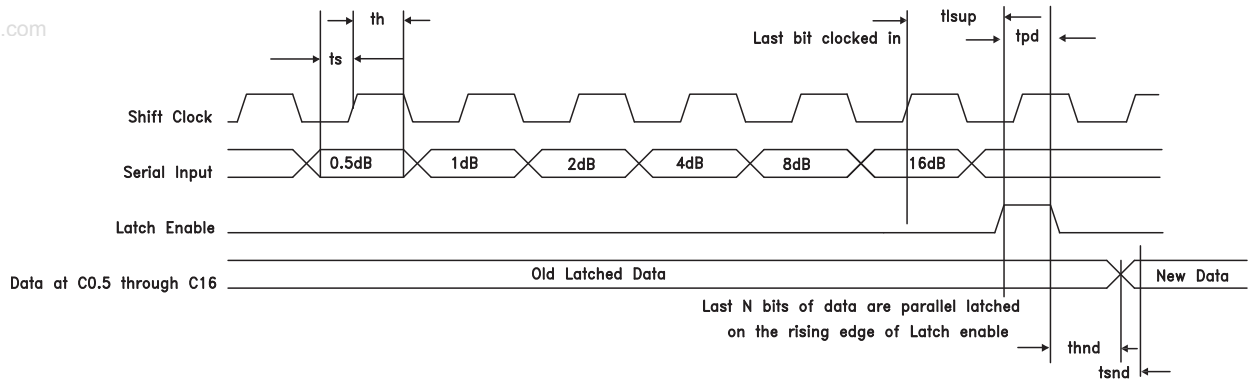 .com
th
tlsup
Last bit clocked in
tpd
ts
Shift Clock
Serial Input
0.5dB
1dB
2dB
4dB
8dB
16dB
Latch Enable
Data at C0.5 through C16
Old Latched Data
New Data
Last N bits of data are parallel latched
on the rising edge of Latch enable
thnd
tsnd